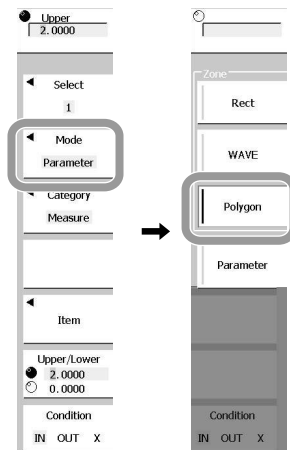 Upper
2.0000
Select
1
Mode
Parameter
Category
Measure
Item
Upper/Lower
2.0000
0.0000
Condition
IN OUT X
Zone
Rect
WAVE
Polygon
Parameter
Condition
IN OUT X